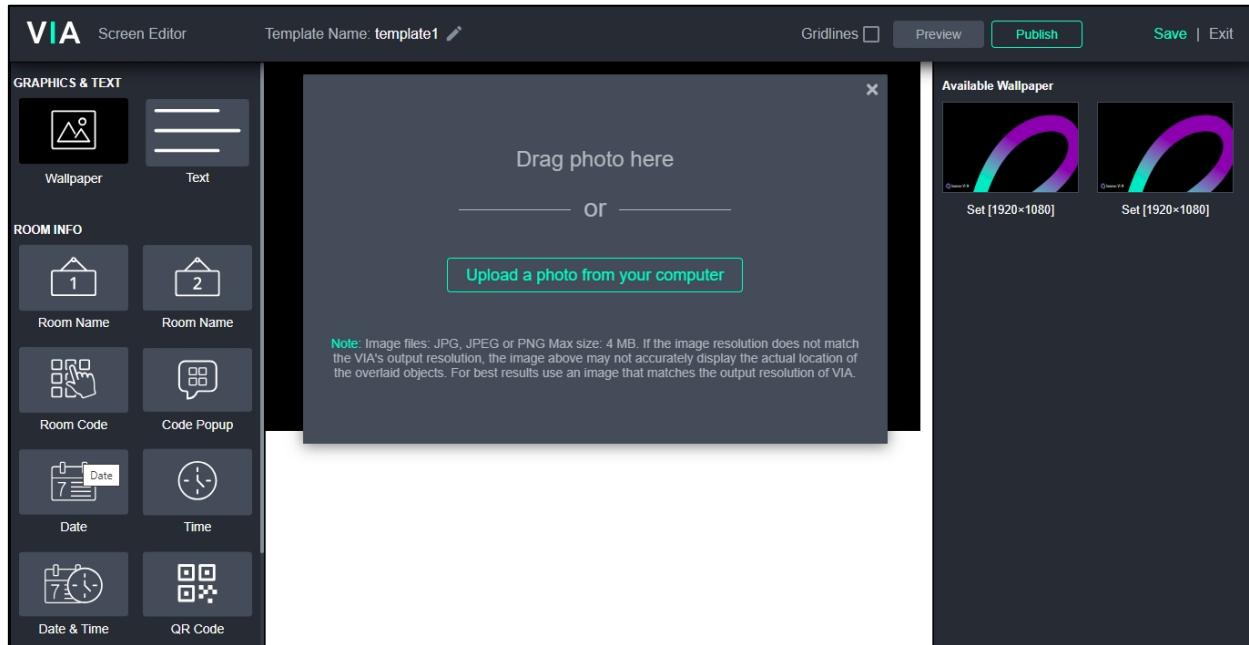 VIA Screen Editor Template Name: template1 Gridlines Preview Publish Save | Exit
GRAPHICS & TEXT
Wallpaper Text
ROOM INFO
1 2
Room Name Room Name
Room Code Code Popup
7 Date
Date Time
7
Date & Time QR Code
×
Drag photo here
or
Upload a photo from your computer
Note: Image files: JPG, JPEG or PNG Max size: 4 MB. If the image resolution does not match
the VIA's output resolution, the image above may not accurately display the actual location of
the overlaid objects. For best results use an image that matches the output resolution of VIA.
Available Wallpaper
Set [1920×1080] Set [1920×1080]